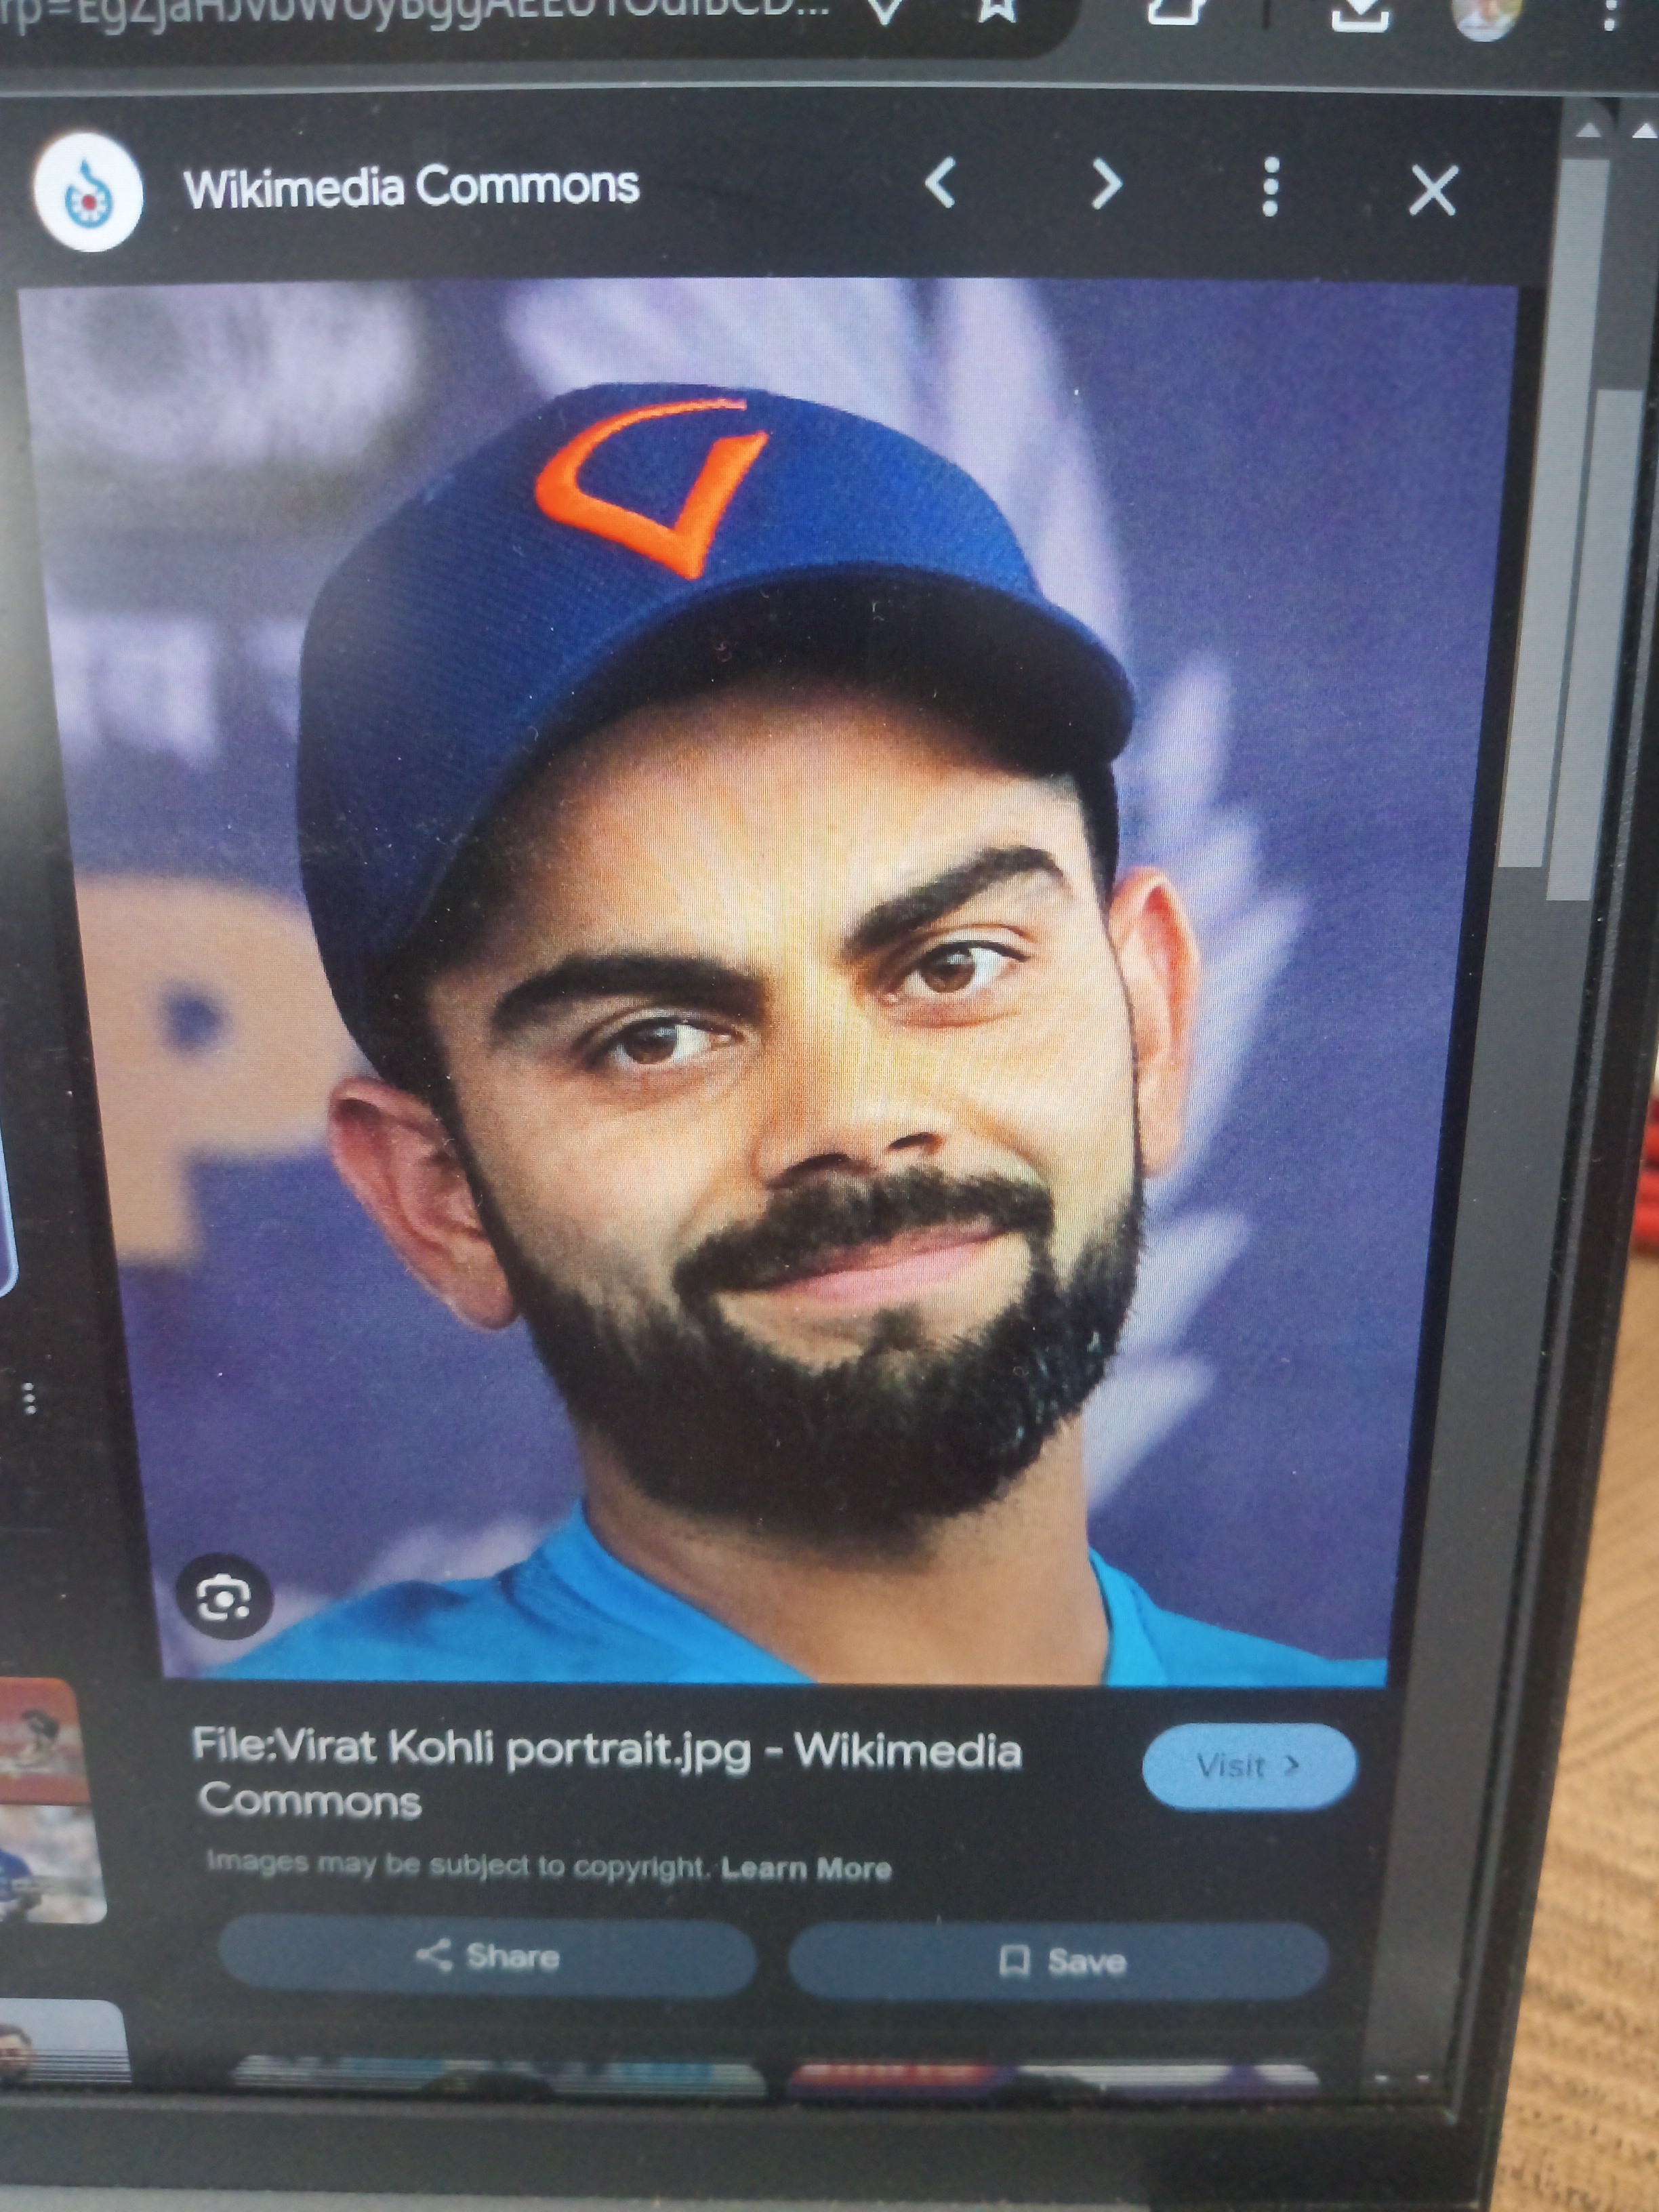 Wikimedia Commons
File:Virat Kohli portrait.jpg - Wikimedia
Commons
Visit >
Images may be subject to copyright. Learn More
Share
Save